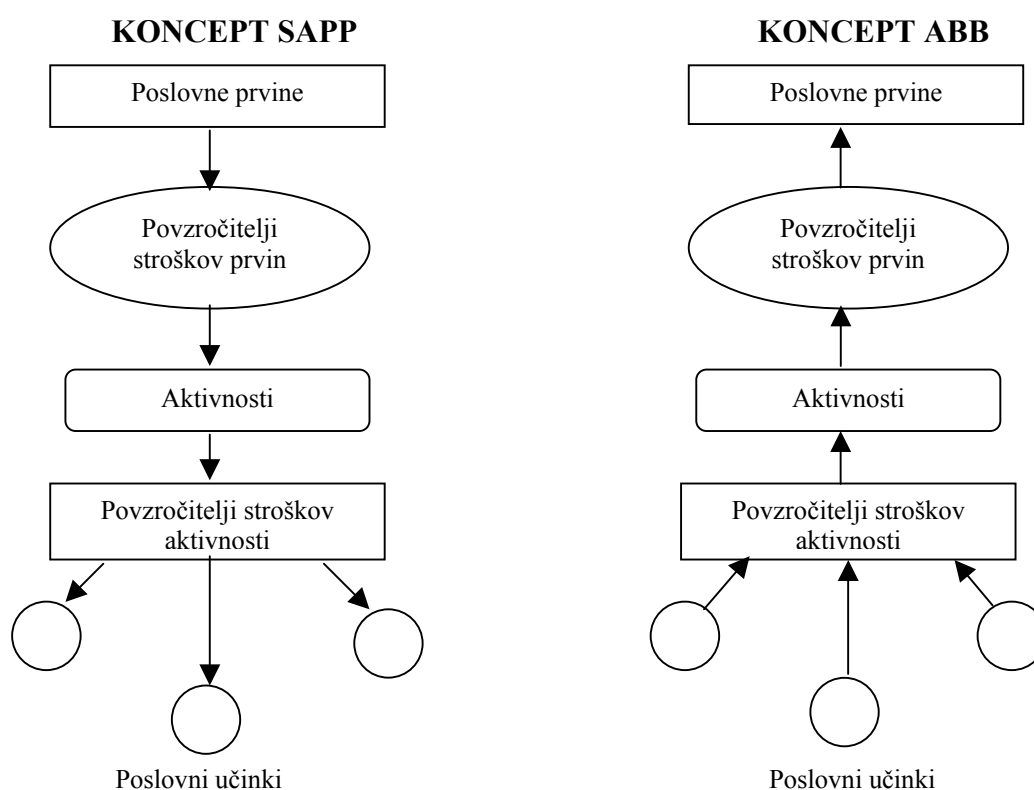 KONCEPT SAPP
Poslovne prvine
Povzročitelji
stroškov prvin
Aktivnosti
Povzročitelji stroškov
aktivnosti
Poslovni učinki
KONCEPT ABB
Poslovne prvine
Povzročitelji
stroškov prvin
Aktivnosti
Povzročitelji stroškov
aktivnosti
Poslovni učinki